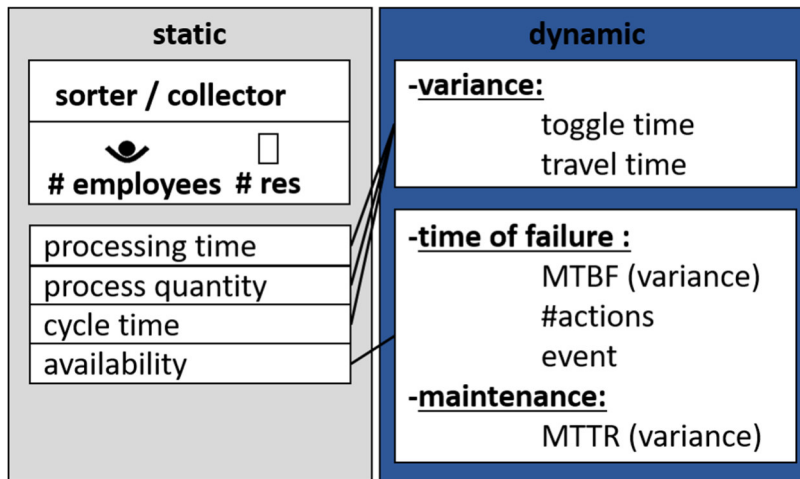 static
sorter / collector
# employees # res
processing time
process quantity
cycle time
availability
dynamic
-variance:
toggle time
travel time
-time of failure :
MTBF (variance)
#actions
event
-maintenance:
MTTR (variance)